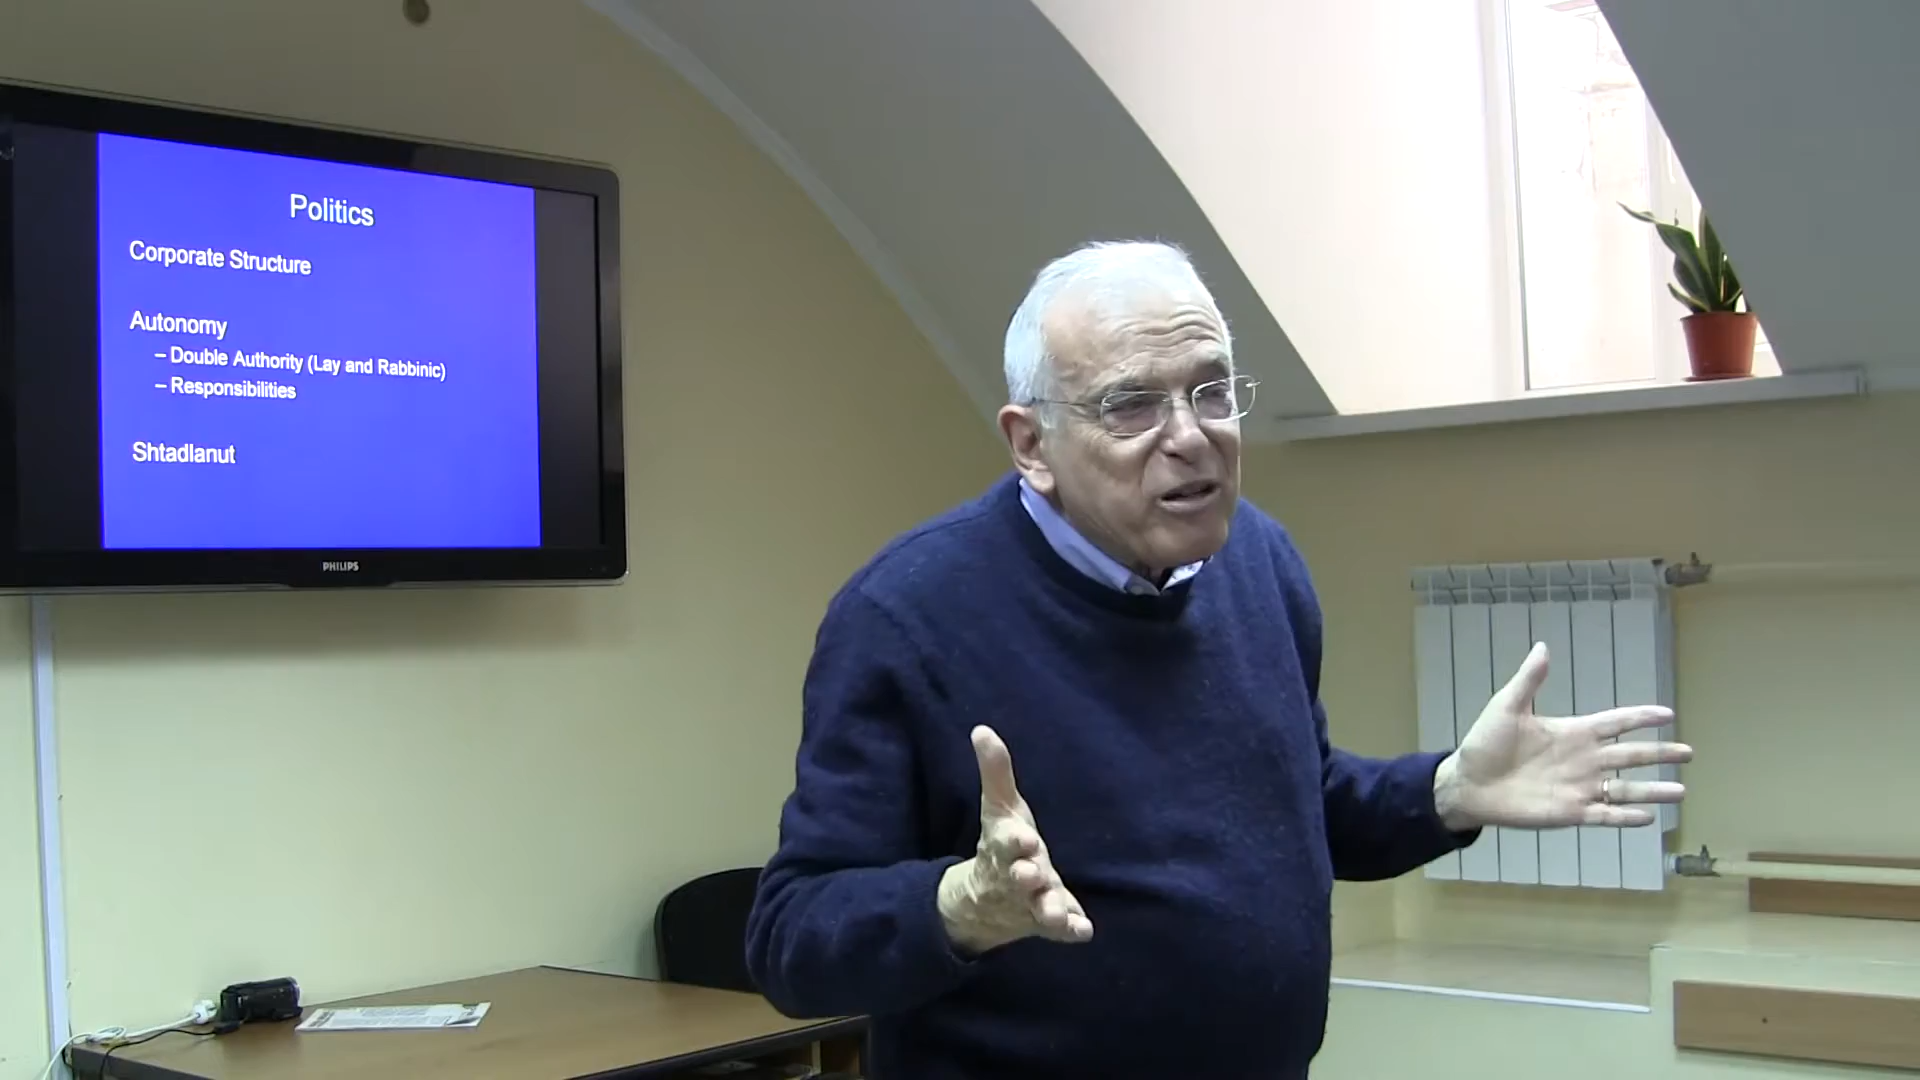 Politics
Corporate Structure
Autonomy
– Double Authority (Lay and Rabbinic)
– Responsibilities
Shtadlanut
PHILIPS